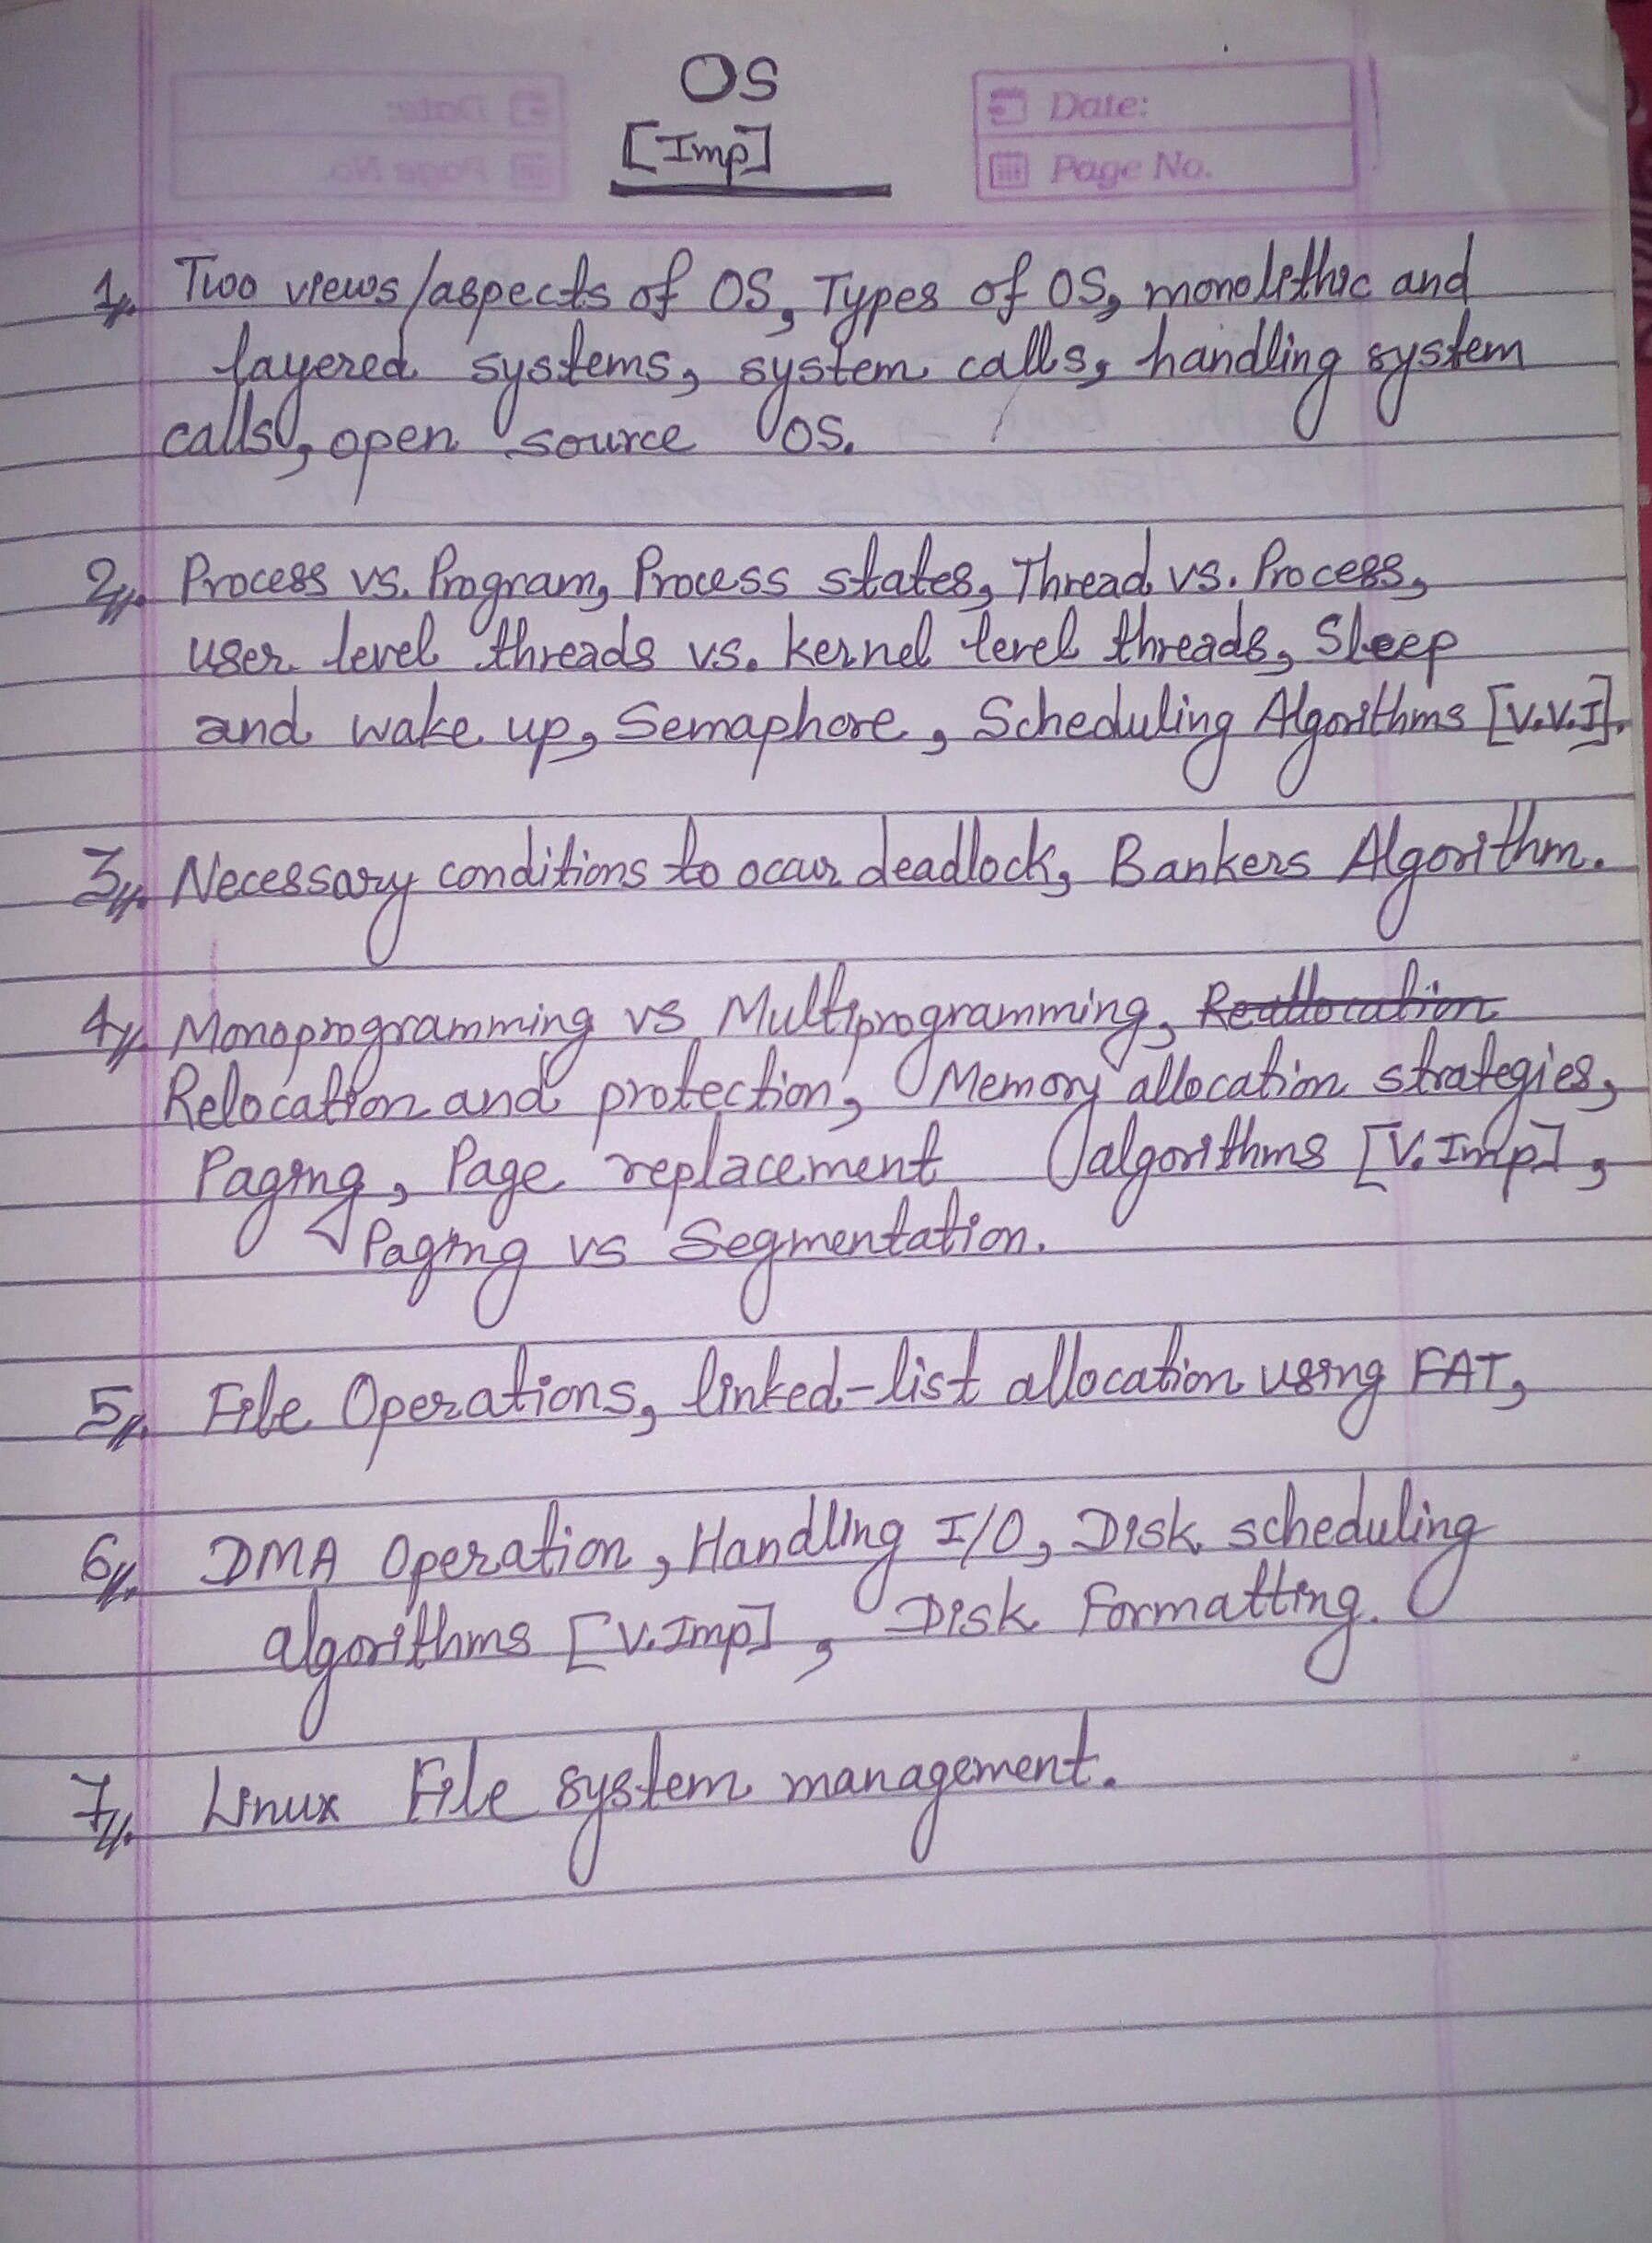 OS
[Imp]
Date:
Page No.
1. Two views/aspects of OS, Types of OS, monolithic and
layered systems, system calls, handling system
calls, open source OS.
2. Process vs. Program, Process states, Thread vs. Process,
user level threads vs. kernel level threads, Sleep
and wake up, Semaphore, Scheduling Algorithms [V.V.I].
3. Necessary conditions to occur deadlock, Bankers Algorithm.
4. Monoprogramming vs Multiprogramming, Reallocation
Relocation and protection, Memory allocation strategies,
Paging, Page replacement algorithms [V.Imp],
Paging vs Segmentation.
5. File Operations, linked-list allocation using FAT,
6. DMA Operation, Handling I/O, Disk scheduling
algorithms [V.Imp], Disk Formatting.
7. Linux File system management.